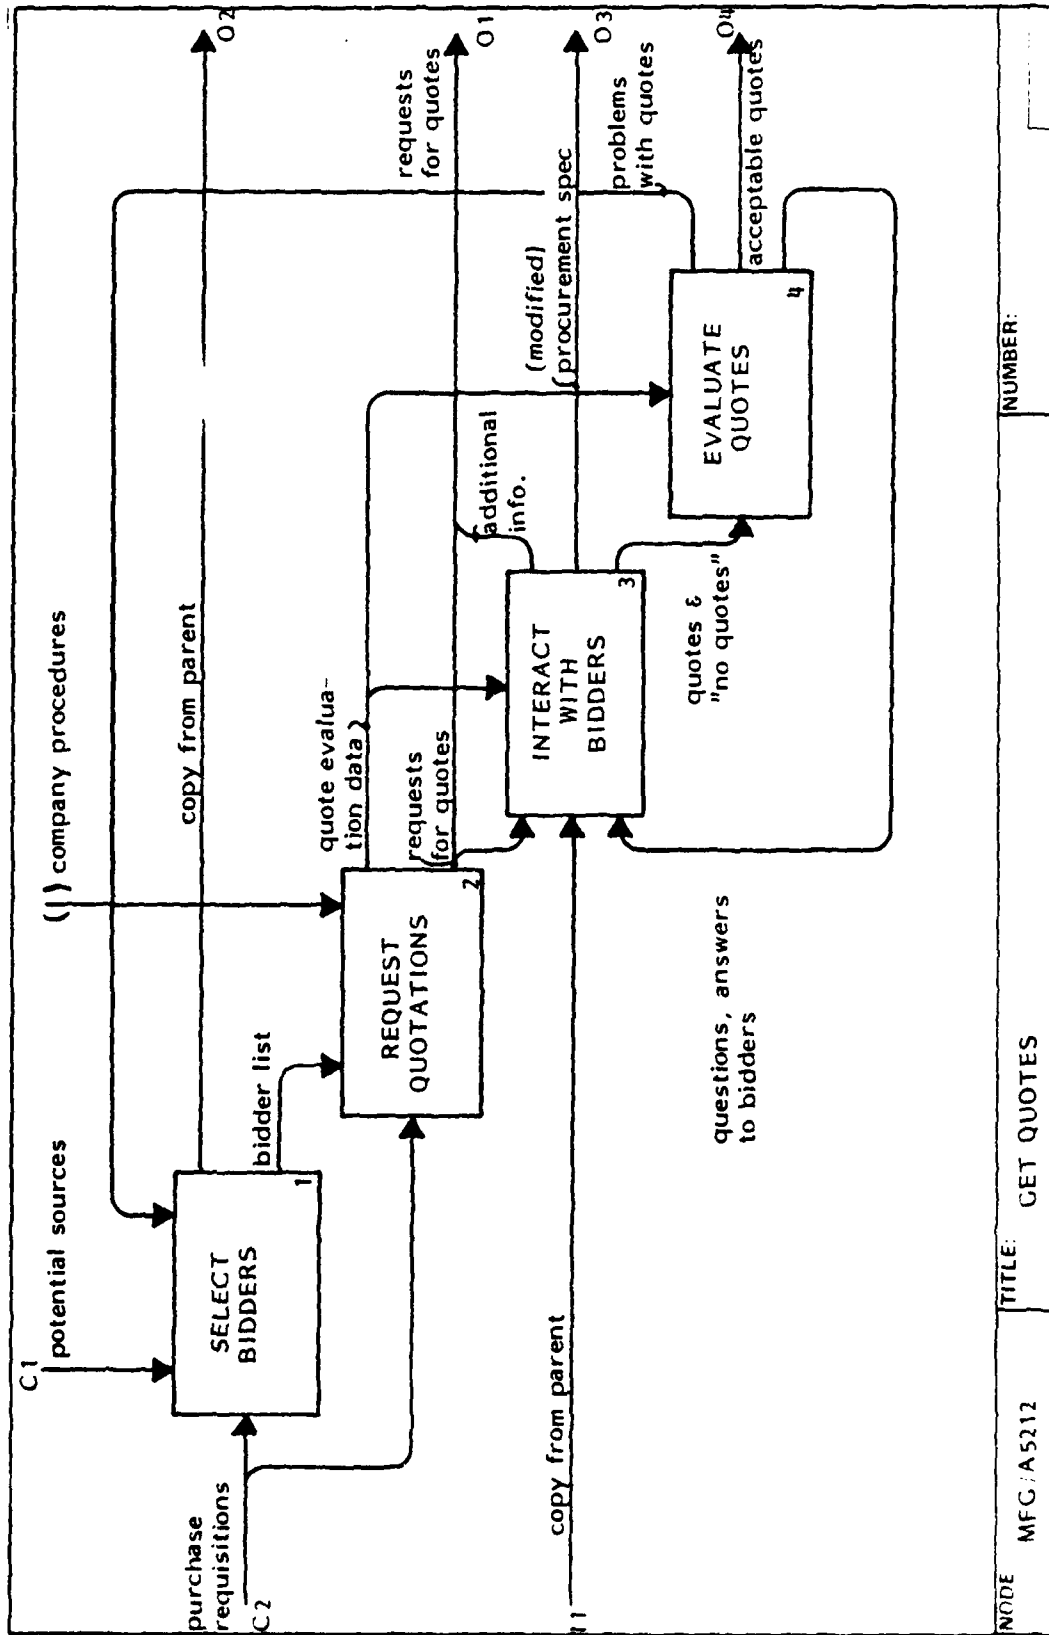 C1
potential sources
( ) company procedures
O2
copy from parent
purchase
requisitions
C2
SELECT
BIDDERS
1
bidder list
quote evalua-
tion data
requests
for quotes
O1
REQUEST
QUOTATIONS
2
requests
for quotes
additional
info.
(modified)
procurement spec
O3
problems
with quotes
copy from parent
I1
INTERACT
WITH
BIDDERS
3
quotes &
"no quotes"
EVALUATE
QUOTES
4
O4
acceptable quotes
questions, answers
to bidders
NODE
MFG/A5212
TITLE:
GET QUOTES
NUMBER: